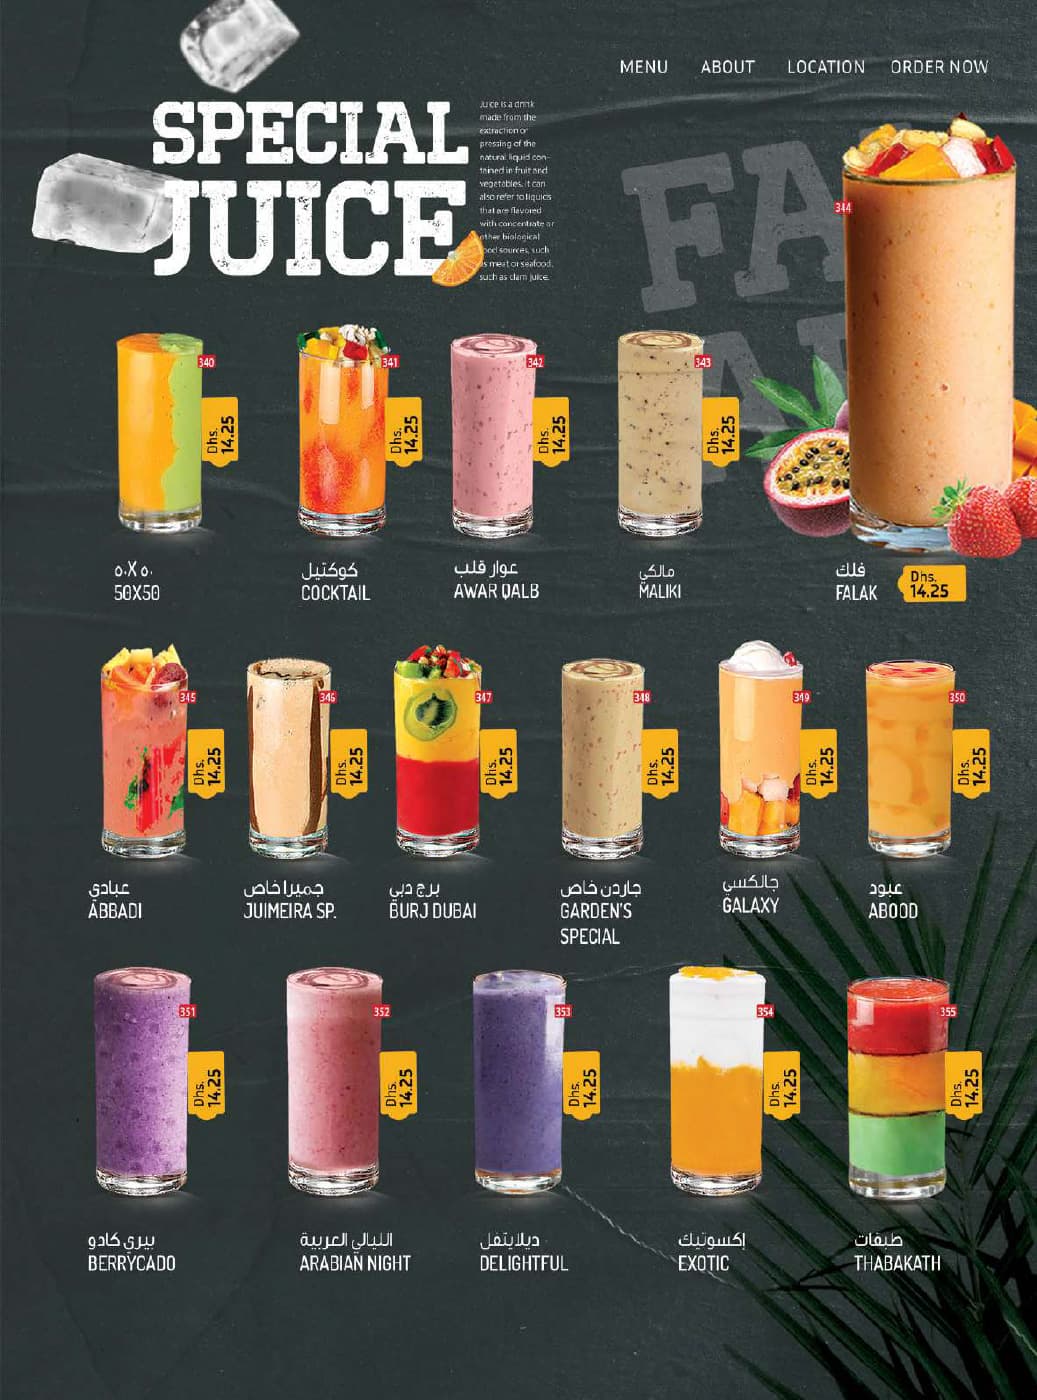 MENU ABOUT LOCATION ORDER NOW
SPECIAL
JUICE
Juice is a drink
made from the
extraction or
pressing of the
natural liquid con-
tained in fruit and
vegetables. It can
also refer to liquids
that are flavored
with concentrate or
other biological
food sources, such
as meat or seafood,
such as clam juice.
FA
340
Dhs.
14.25
٥٠X٥٠
50X50
341
Dhs.
14.25
كوكتيل
COCKTAIL
342
Dhs.
14.25
عوار قلب
AWAR QALB
343
Dhs.
14.25
مالكي
MALIKI
344
فلك
FALAK
Dhs.
14.25
345
Dhs.
14.25
عبادي
ABBADI
346
Dhs.
14.25
جميرا خاص
JUIMEIRA SP.
347
Dhs.
14.25
برج دبي
BURJ DUBAI
348
Dhs.
14.25
جاردن خاص
GARDEN'S
SPECIAL
349
Dhs.
14.25
جالكسي
GALAXY
350
Dhs.
14.25
عبود
ABOOD
351
Dhs.
14.25
بيري كادو
BERRYCADO
352
Dhs.
14.25
الليالي العربية
ARABIAN NIGHT
353
Dhs.
14.25
ديلايتفل
DELIGHTFUL
354
Dhs.
14.25
إكسوتيك
EXOTIC
355
Dhs.
14.25
طبقات
THABAKATH